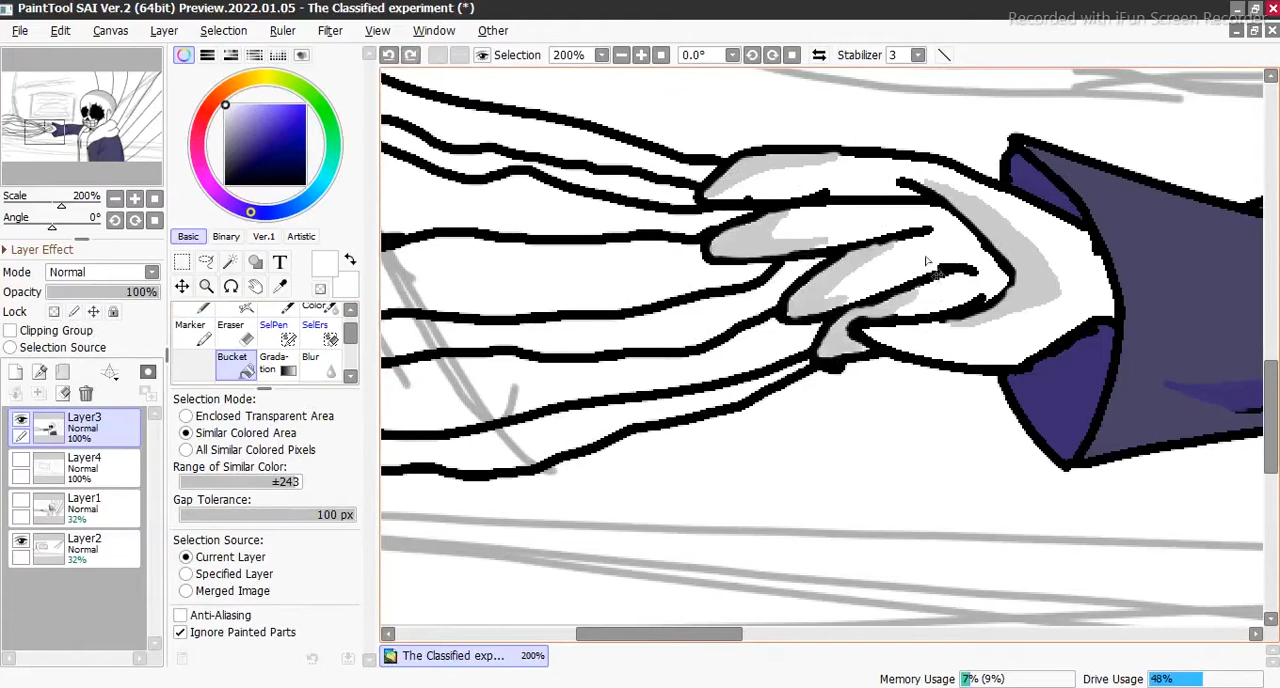 PaintTool SAI Ver.2 (64bit) Preview.2022.01.05 - The Classified experiment (*)
Recorded with iFun Screen Recorder
File Edit Canvas Layer Selection Ruler Filter View Window Other
Selection 200% 0.0° Stabilizer 3
Scale 200%
Angle 0°
Layer Effect
Mode Normal
Opacity 100%
Lock
Clipping Group
Selection Source
Layer3
Normal
100%
Layer4
Normal
100%
Layer1
Normal
32%
Layer2
Normal
32%
Basic Binary Ver.1 Artistic
T
Color
Marker Eraser SelPen SelErs
Bucket Grada-tion Blur
Selection Mode:
Enclosed Transparent Area
Similar Colored Area
All Similar Colored Pixels
Range of Similar Color:
±243
Gap Tolerance:
100 px
Selection Source:
Current Layer
Specified Layer
Merged Image
Anti-Aliasing
Ignore Painted Parts
The Classified exp... 200%
Memory Usage 7% (9%) Drive Usage 48%